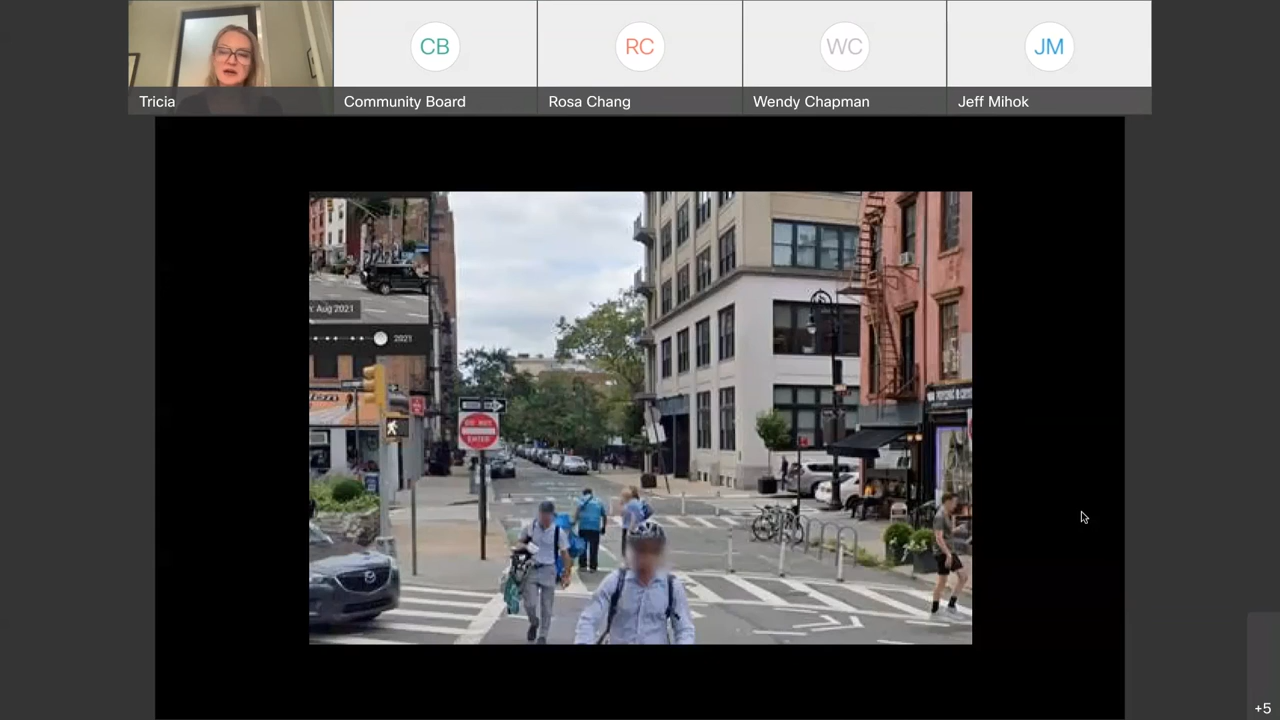 CB
RC
WC
JM
Tricia
Community Board
Rosa Chang
Wendy Chapman
Jeff Mihok
: Aug 2021
2021
DO NOT
ENTER
+5